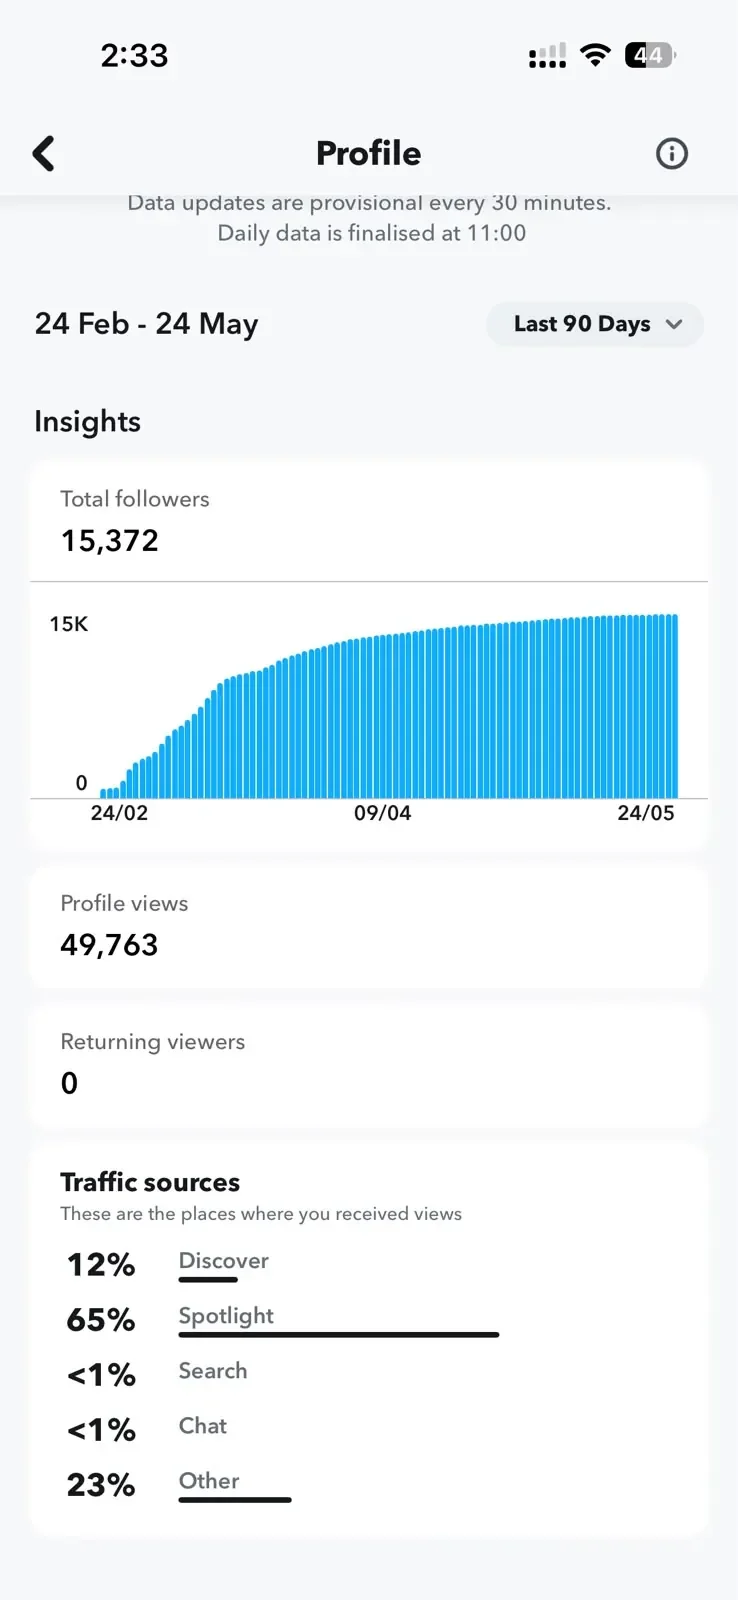 2:33
44
Profile
Data updates are provisional every 30 minutes.
Daily data is finalised at 11:00
24 Feb - 24 May
Last 90 Days
Insights
Total followers
15,372
15K
0
24/02 09/04 24/05
Profile views
49,763
Returning viewers
0
Traffic sources
These are the places where you received views
12% Discover
65% Spotlight
<1% Search
<1% Chat
23% Other